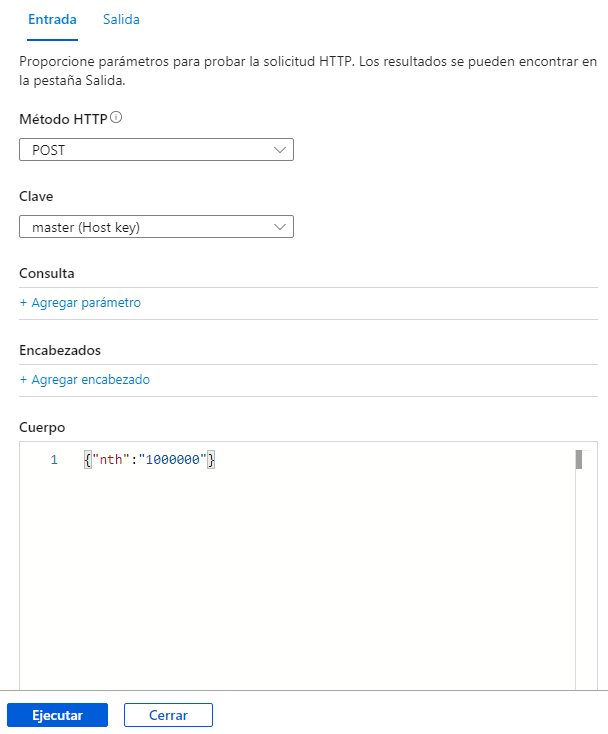 Entrada Salida
Proporcione parámetros para probar la solicitud HTTP. Los resultados se pueden encontrar en
la pestaña Salida.
Método HTTP
POST
Clave
master (Host key)
Consulta
+ Agregar parámetro
Encabezados
+ Agregar encabezado
Cuerpo
1 {"nth":"1000000"}
Ejecutar Cerrar